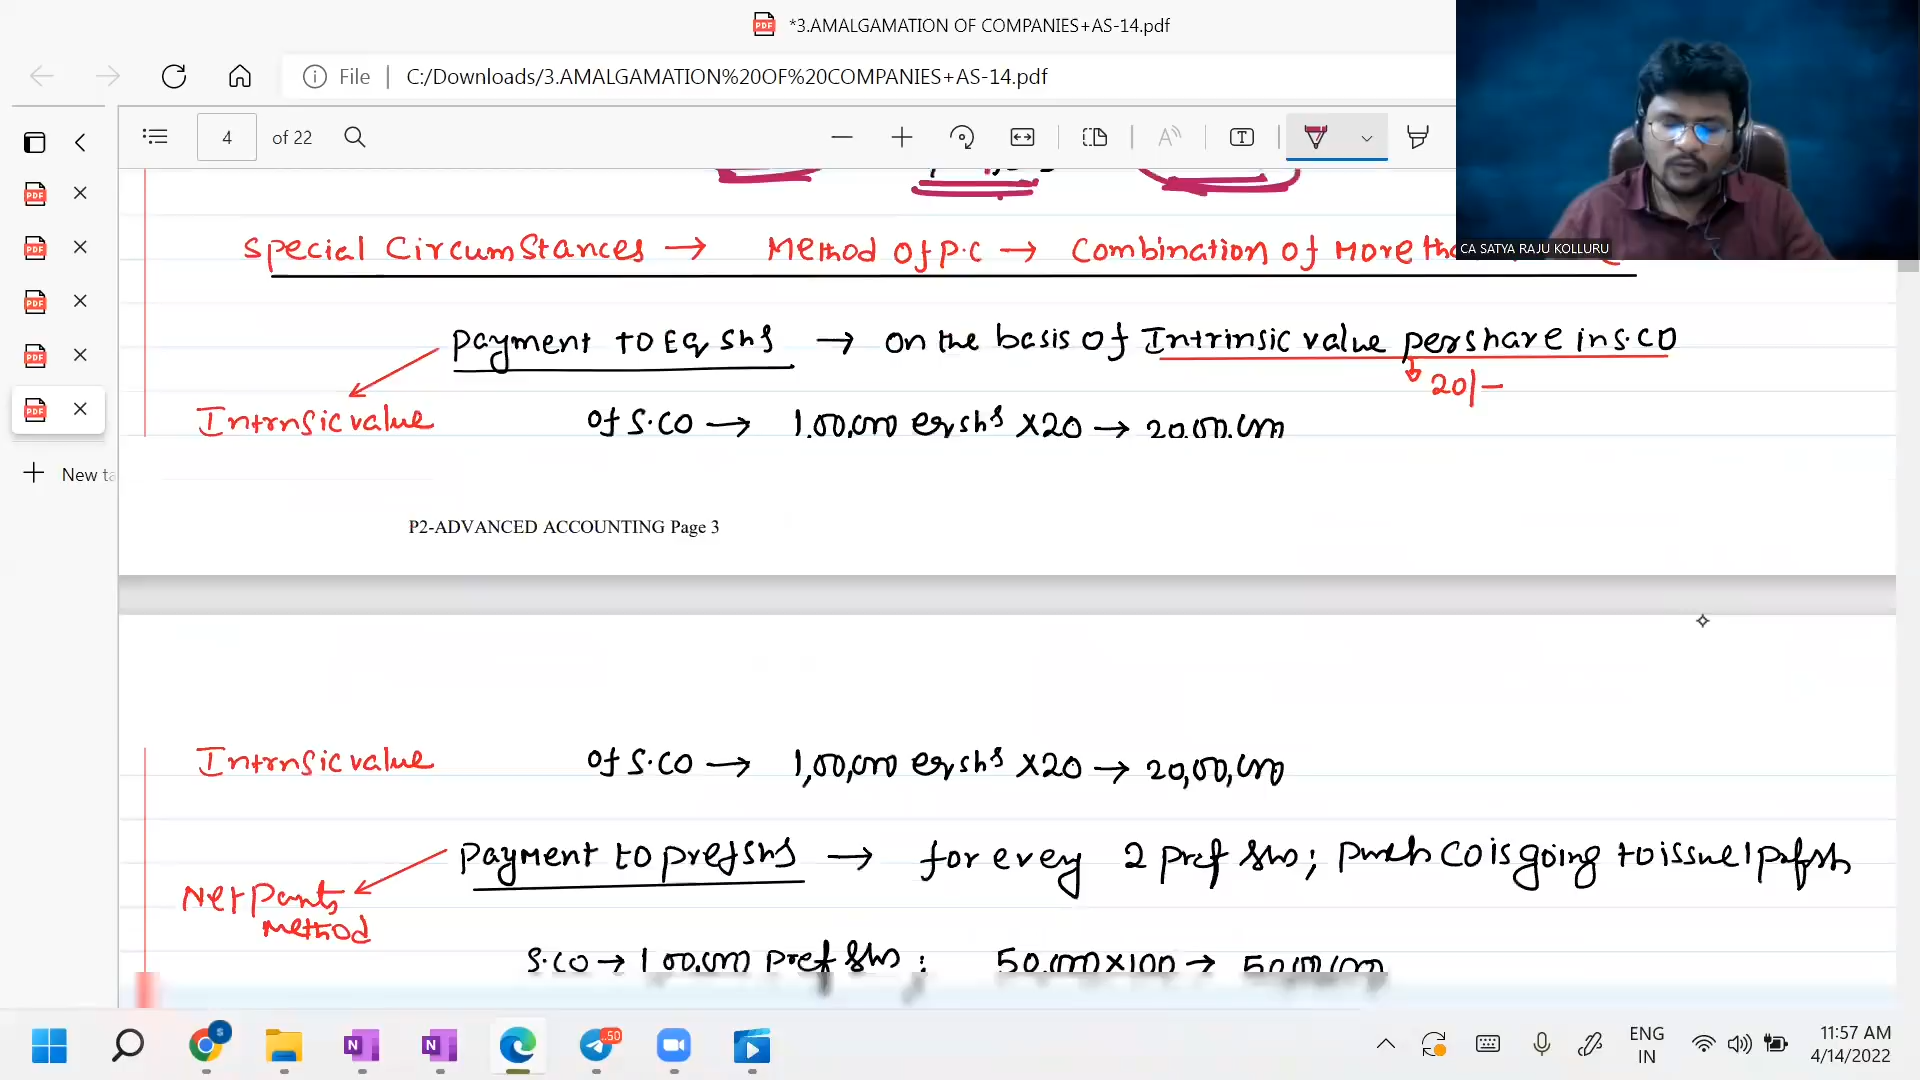 *3.AMALGAMATION OF COMPANIES+AS-14.pdf
File | C:/Downloads/3.AMALGAMATION%20OF%20COMPANIES+AS-14.pdf
4 of 22
CA SATYA RAJU KOLLURU
Special Circumstances → Method of P.C → Combination of More
Payment to Eq shs → on the basis of Intrinsic value per share in S.CO
20/-
Intrnsic value of S.CO → 1,00,000 Eq shs X20 → 20,00,000
New ta
P2-ADVANCED ACCOUNTING Page 3
Intrnsic value of S.CO → 1,00,000 Eq shs X20 → 20,00,000
Payment to pref shs → for every 2 pref shs; purch CO is going to issue 1 pref sh
Net
Method
S.CO → 1,00,000 pref shs ; 50,000X100 → 50,00,000
..50
ENG
IN
11:57 AM
4/14/2022